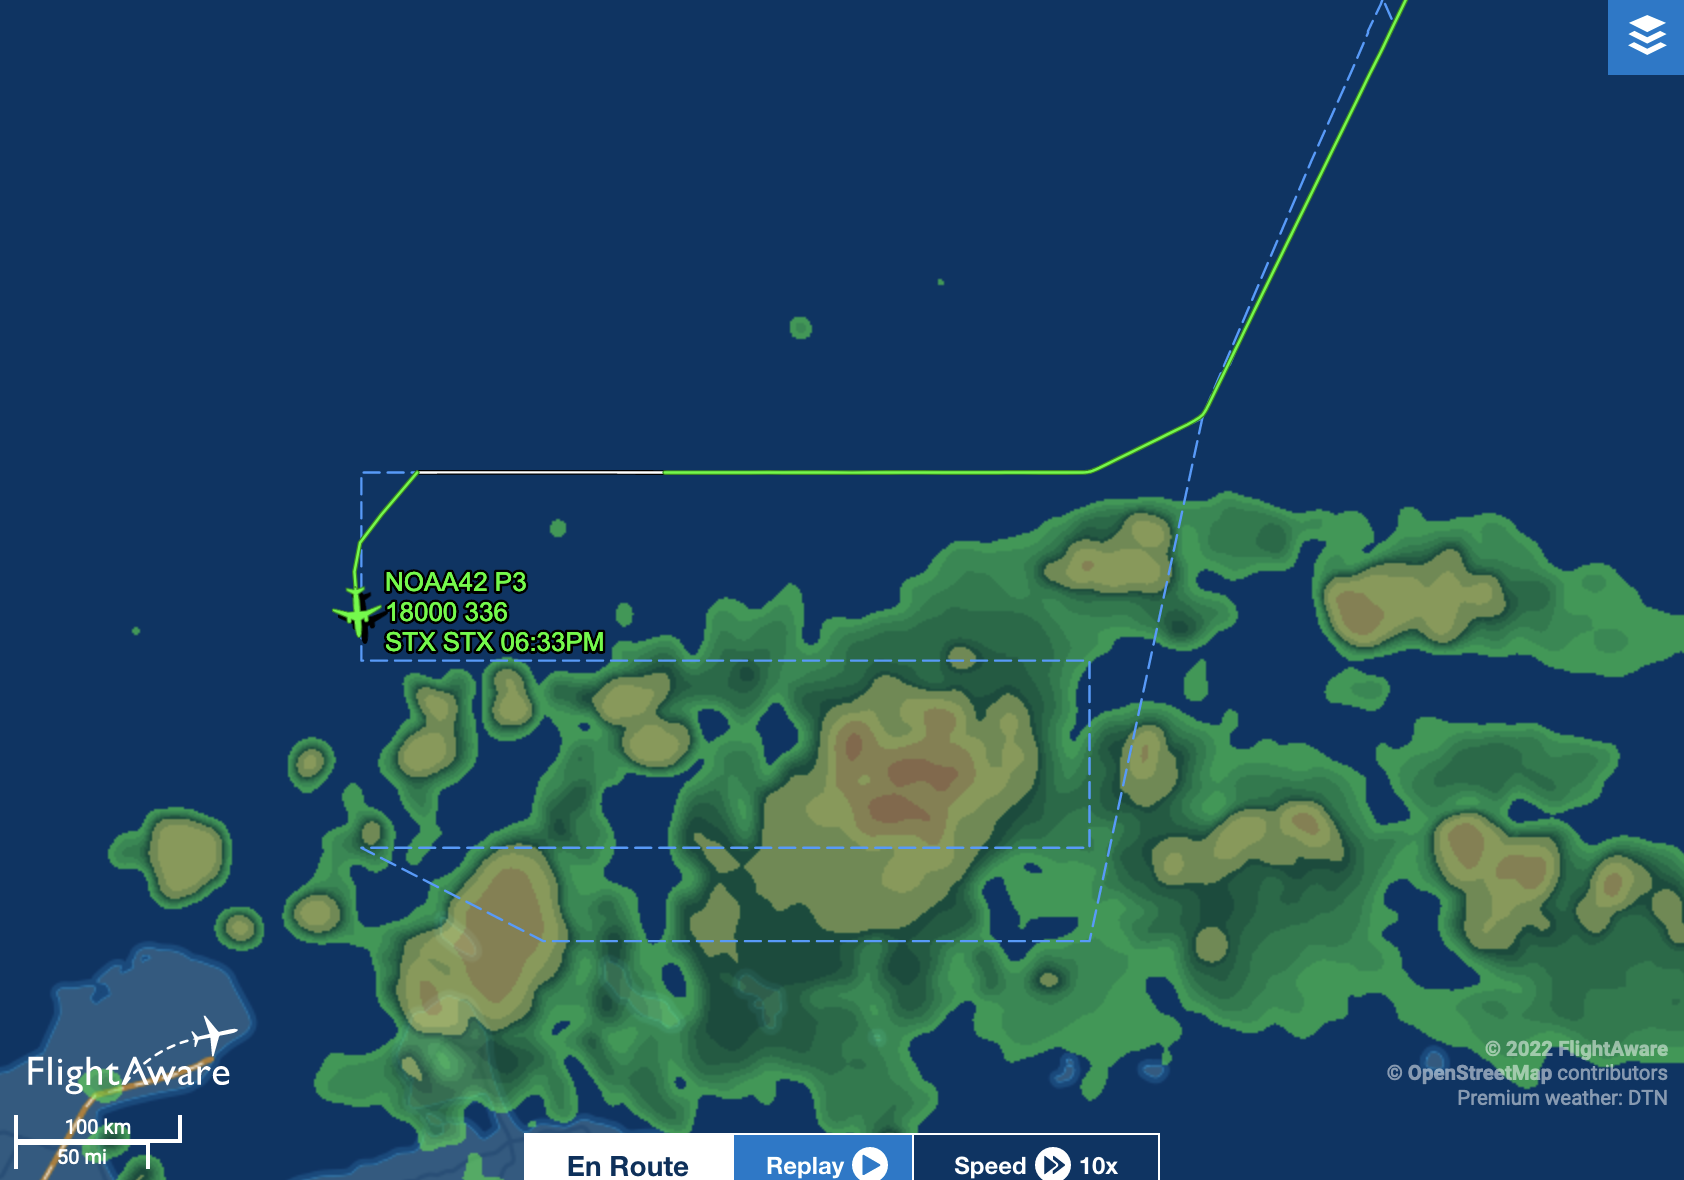 NOAA42 P3
18000 336
STX STX 06:33PM
FlightAware
100 km
50 mi
© 2022 FlightAware
© OpenStreetMap contributors
Premium weather: DTN
En Route
Replay
Speed 10x